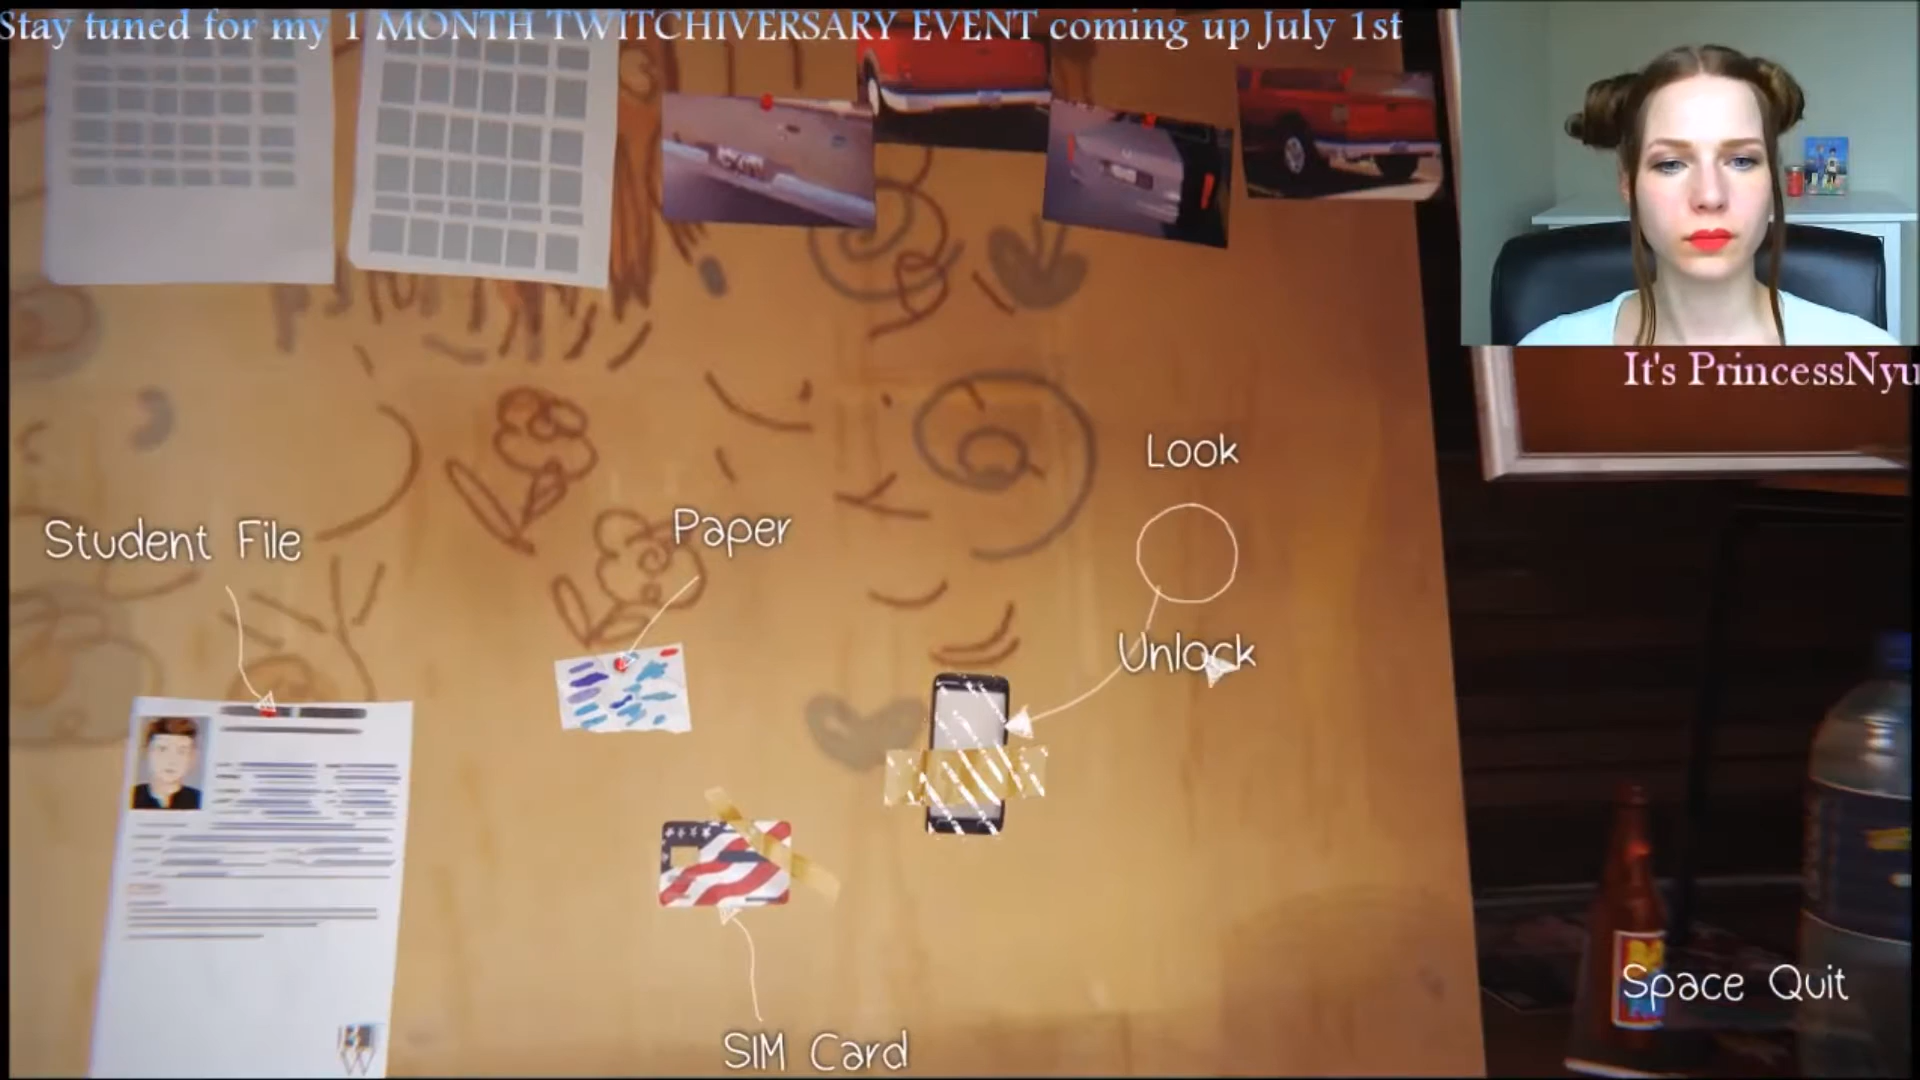 Stay tuned for my 1 MONTH TWITCHIVERSARY EVENT coming up July 1st
It's PrincessNyu
Look
Student File
Paper
Unlock
Space Quit
SIM Card